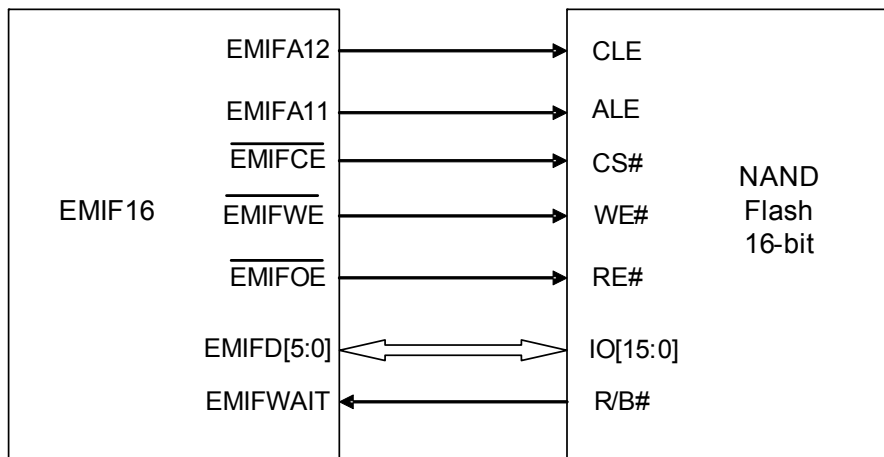 EMIF16
EMIFA12
EMIFA11
EMIFCE
EMIFWE
EMIFOE
EMIFD[5:0]
EMIFWAIT
CLE
ALE
CS#
WE#
RE#
IO[15:0]
R/B#
NAND
Flash
16-bit